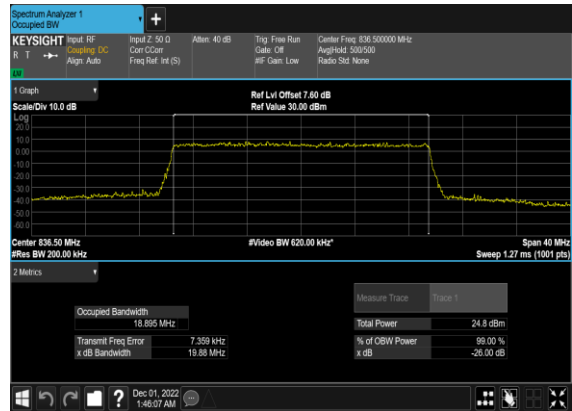 Spectrum Analyzer 1
Occupied BW
+
KEYSIGHT Input: RF Input Z: 50 Ω Atten: 40 dB Trig: Free Run Center Freq: 836.500000 MHz
R T Coupling: DC Corr CCorr Gate: Off Avg|Hold: 500/500
Align: Auto Freq Ref: Int (S) #IF Gain: Low Radio Std: None
LV
1 Graph
Ref Lvl Offset 7.60 dB
Scale/Div 10.0 dB Ref Value 30.00 dBm
Log
20.0
10.0
0.00
-10.0
-20.0
-30.0
-40.0
-50.0
-60.0
Center 836.50 MHz #Video BW 620.00 kHz* Span 40 MHz
#Res BW 200.00 kHz Sweep 1.27 ms (1001 pts)
2 Metrics
Measure Trace Trace 1
Occupied Bandwidth
18.895 MHz Total Power 24.8 dBm
Transmit Freq Error 7.359 kHz % of OBW Power 99.00 %
x dB Bandwidth 19.88 MHz x dB -26.00 dB
? Dec 01, 2022
1:46:07 AM